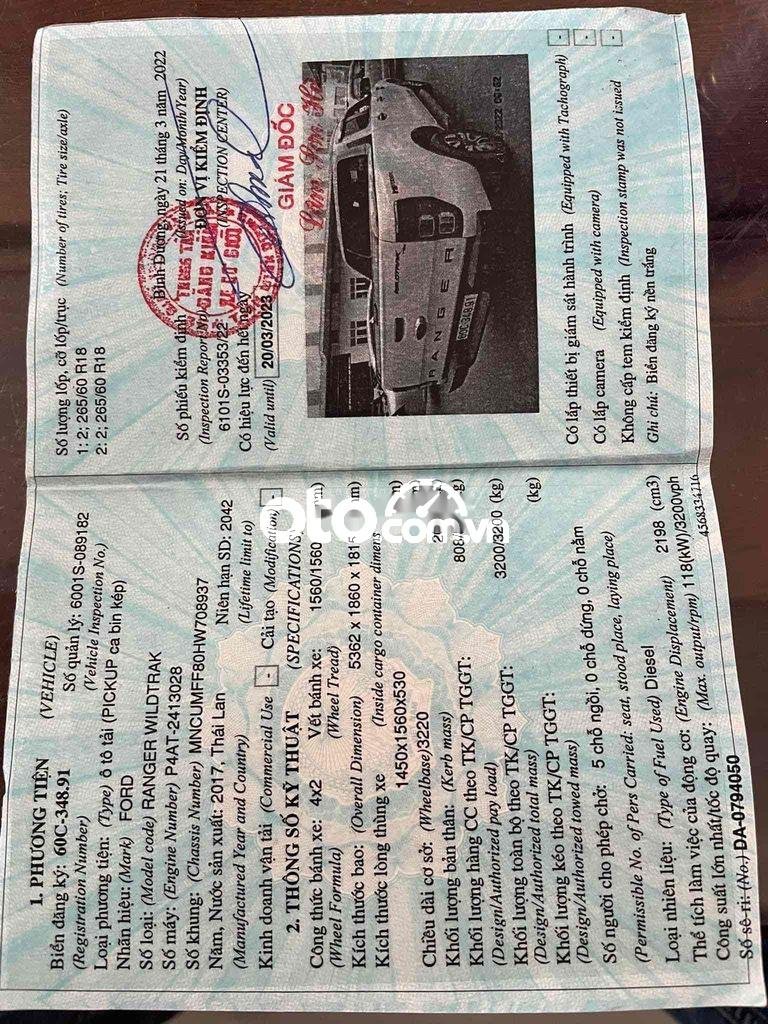 1. PHƯƠNG TIỆN (VEHICLE)
Biển đăng ký: 60C-348.91 Số quản lý: 6001S-089182
(Registration Number) (Vehicle Inspection No.)
Loại phương tiện: (Type) ô tô tải (PICKUP ca bin kép)
Nhãn hiệu: (Mark) FORD
Số loại: (Model code) RANGER WILDTRAK
Số máy: (Engine Number) P4AT-2413028
Số khung: (Chassis Number) MNCUMFF80HW708937
Năm, Nước sản xuất: 2017, Thái Lan Niên hạn SD: 2042
(Manufactured Year and Country) (Lifetime limit to)
Kinh doanh vận tải (Commercial Use) - Cải tạo (Modification) -
2. THÔNG SỐ KỸ THUẬT (SPECIFICATIONS)
Công thức bánh xe: 4x2 Vết bánh xe: 1560/1560
(Wheel Formula) (Wheel Tread)
Kích thước bao: (Overall Dimension) 5362 x 1860 x 1815
Kích thước lòng thùng xe (Inside cargo container dimens
1450x1560x530
Chiều dài cơ sở: (Wheelbase)3220
Khối lượng bản thân: (Kerb mass)
Khối lượng hàng CC theo TK/CP TGGT: 808/
(Design/Authorized pay load)
Khối lượng toàn bộ theo TK/CP TGGT: 3200/3200 (kg)
(Design/Authorized total mass)
Khối lượng kéo theo TK/CP TGGT: (kg)
(Design/Authorized towed mass)
Số người cho phép chở: 5 chỗ ngồi, 0 chỗ đứng, 0 chỗ nằm
(Permissible No. of Pers Carried: seat, stood place, laying place)
Loại nhiên liệu: (Type of Fuel Used) Diesel
Thể tích làm việc của động cơ: (Engine Displacement) 2198 (cm3)
Công suất lớn nhất/tốc độ quay: (Max. output/rpm) 118(kW)/3200vph
Số sê-ri: (No.) DA-0794050 4568334716
Số lượng lốp, cỡ lốp/trục (Number of tires; Tire size/axle)
1: 2; 265/60 R18
2: 2; 265/60 R18
Bình Dương, ngày 21 tháng 3 năm 2022
Số phiếu kiểm định (Issued on: Day/Month/Year)
(Inspection Report No) ĐƠN VỊ KIỂM ĐỊNH
6101S-03353/22 INSPECTION CENTER)
Có hiệu lực đến hết ngày
(Valid until) 20/03/2023
GIÁM ĐỐC
RANGER
60C-348.91
Có lắp thiết bị giám sát hành trình (Equipped with Tachograph) -
Có lắp camera (Equipped with camera) -
Không cấp tem kiểm định (Inspection stamp was not issued -
Ghi chú: Biển đăng ký nền trắng
oto.com.vn